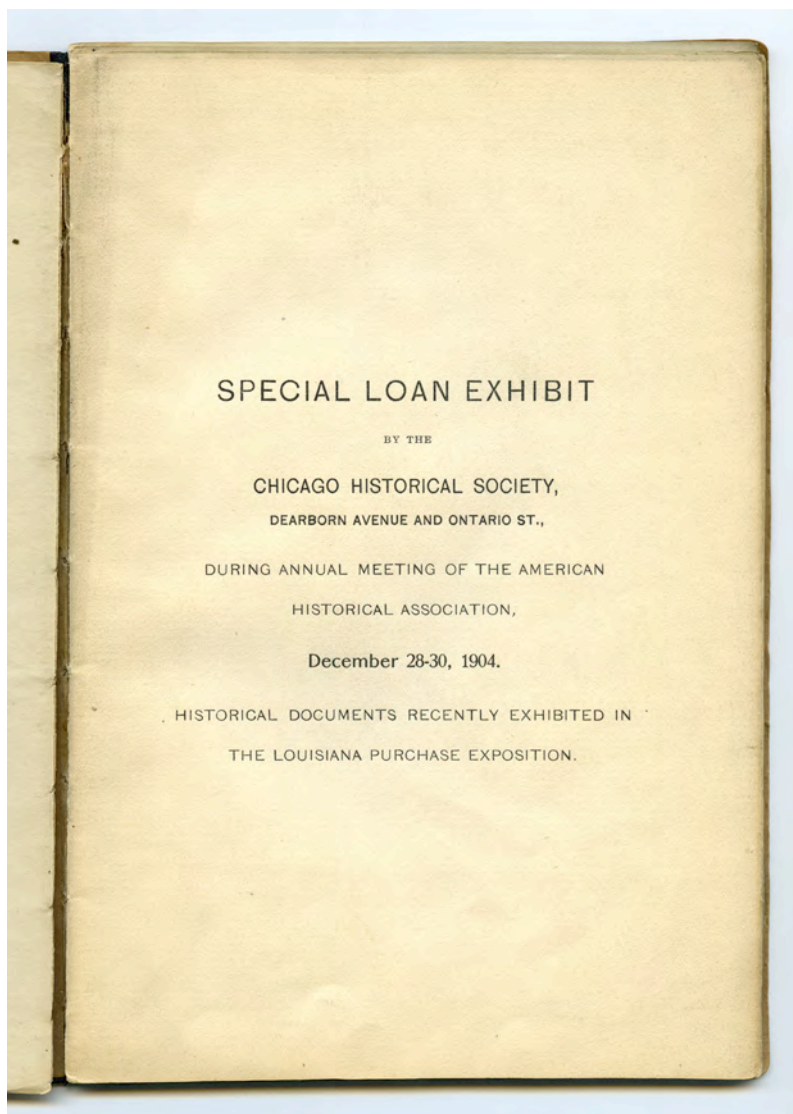 SPECIAL LOAN EXHIBIT
BY THE
CHICAGO HISTORICAL SOCIETY,
DEARBORN AVENUE AND ONTARIO ST.,
DURING ANNUAL MEETING OF THE AMERICAN
HISTORICAL ASSOCIATION,
December 28-30, 1904.
HISTORICAL DOCUMENTS RECENTLY EXHIBITED IN
THE LOUISIANA PURCHASE EXPOSITION.